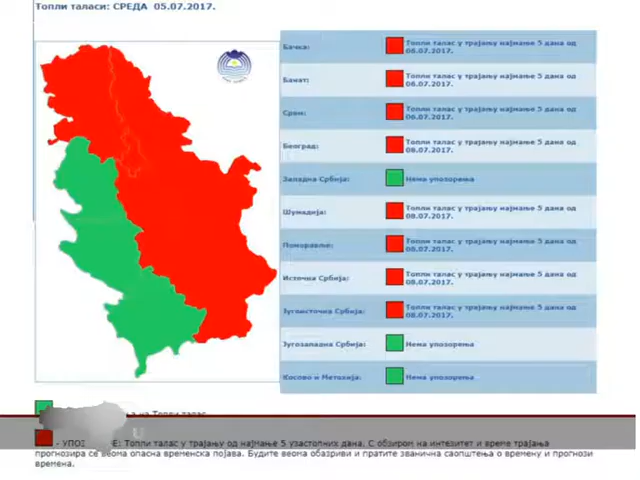 Топли таласи: СРЕДА 05.07.2017.
Бачка:
Топли талас у трајању најмање 5 дана од
06.07.2017.
Банат:
Топли талас у трајању најмање 5 дана од
06.07.2017.
Срем:
Топли талас у трајању најмање 5 дана од
06.07.2017.
Београд:
Топли талас у трајању најмање 5 дана од
08.07.2017.
Западна Србија:
Нема упозорења
Шумадија:
Топли талас у трајању најмање 5 дана од
08.07.2017.
Поморавље:
Топли талас у трајању најмање 5 дана од
06.07.2017.
Источна Србија:
Топли талас у трајању најмање 5 дана од
08.07.2017.
Југоисточна Србија:
Топли талас у трајању најмање 5 дана од
08.07.2017.
Југозападна Србија:
Нема упозорења
Косово и Метохија:
Нема упозорења
на Топли талас
- УПОЗ Е: Топли талас у трајању од најмање 5 узастопних дана. С обзиром на интезитет и време трајања
прогнозира се веома опасна временска појава. Будите веома обазриви и пратите званична саопштења о времену и прогнози
времена.